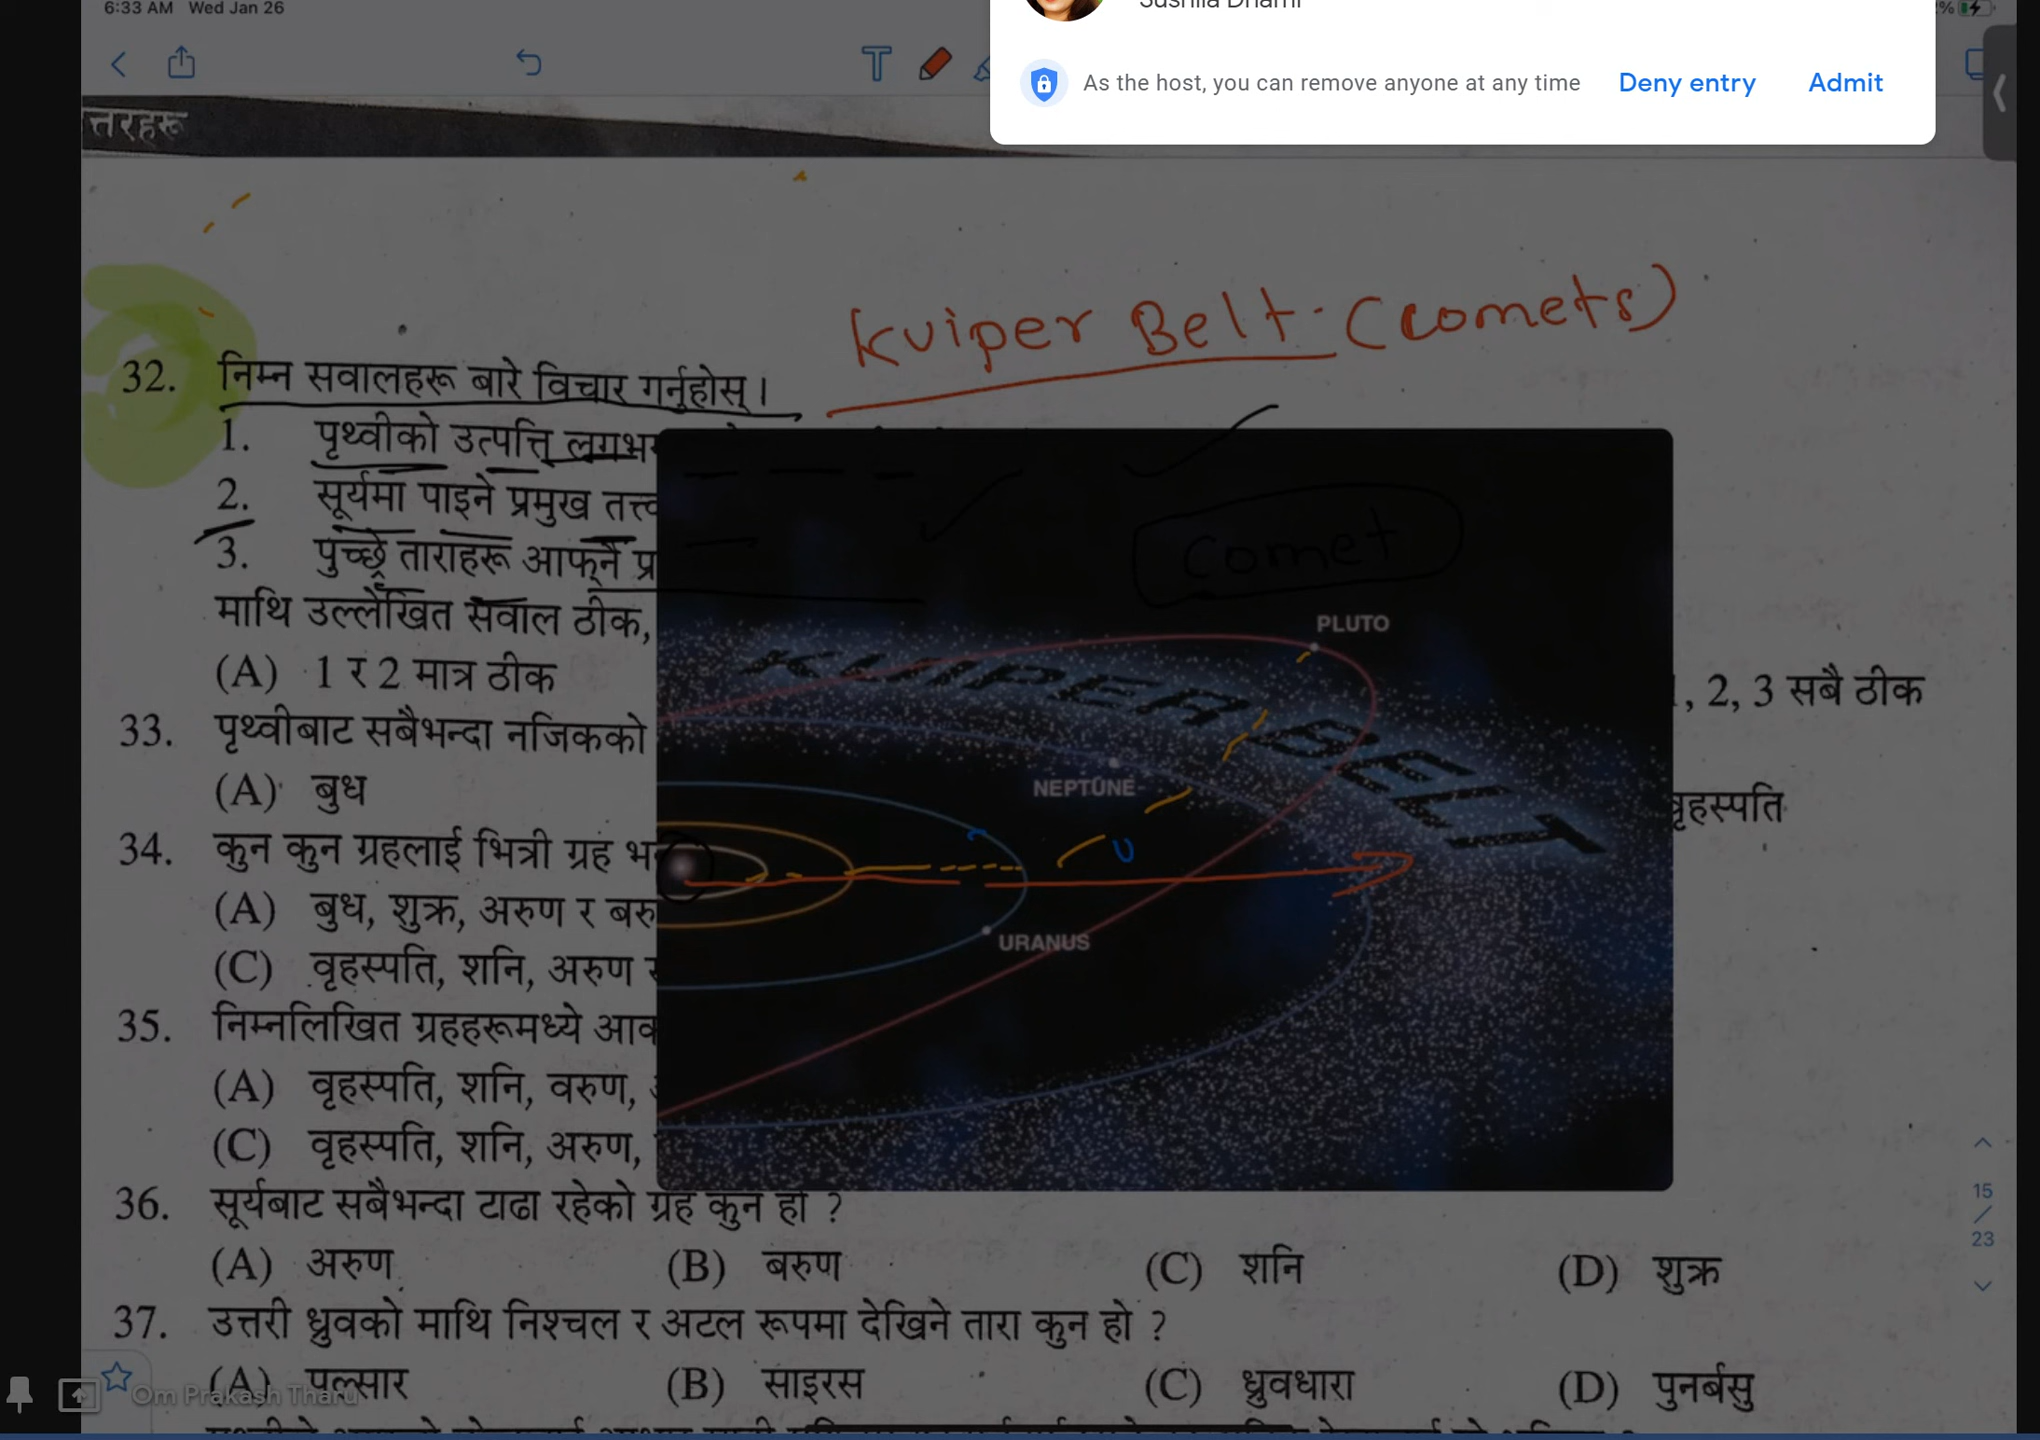 6:33 AM Wed Jan 26
Sushila Dhami
As the host, you can remove anyone at any time Deny entry Admit
त्तरहरू
Kuiper Belt - (comets)
32. निम्न सवालहरू बारे विचार गर्नुहोस् ।
1. पृथ्वीको उत्पत्ति
2. सूर्यमा पाइने प्रमुख
3. पुच्छ्रे ताराहरू आफ्नै
Comet
माथि उल्लेखित सवाल ठीक,
PLUTO
KUIPER BELT
(A) 1 र 2 मात्र ठीक , 2, 3 सबै ठीक
33. पृथ्वीबाट सबैभन्दा नजिकको
NEPTUNE
(A) बुध वृहस्पति
34. कुन कुन ग्रहलाई भित्री ग्रह
U
(A) बुध, शुक्र, अरुण र
URANUS
(C) वृहस्पति, शनि, अरुण
35. निम्नलिखित ग्रहहरूमध्ये
(A) वृहस्पति, शनि, वरुण,
(C) वृहस्पति, शनि, अरुण,
36. सूर्यबाट सबैभन्दा टाढा रहेको ग्रह कुन हो ?
(A) अरुण (B) बरुण (C) शनि (D) शुक्र
37. उत्तरी ध्रुवको माथि निश्चल र अटल रूपमा देखिने तारा कुन हो ?
(A) पल्सार (B) साइरस (C) ध्रुवधारा (D) पुनर्बसु
Om Prakash Tharu
15
/
23